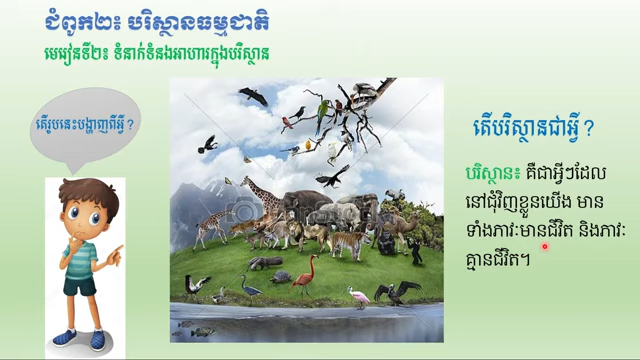 ជំពូក២៖ បរិស្ថានធម្មជាតិ
មេរៀនទី២៖ ទំនាក់ទំនងអាហារក្នុងបរិស្ថាន
តើរូបនេះបង្ហាញពីអ្វី?
តើបរិស្ថានជាអ្វី?
បរិស្ថាន៖ គឺជាអ្វីៗដែល
នៅជុំវិញខ្លួនយើង មាន
ទាំងភាវៈមានជីវិត និងភាវៈ
គ្មានជីវិត។